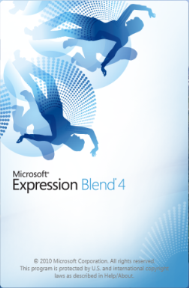 Microsoft®
Expression Blend® 4
© 2010 Microsoft Corporation. All rights reserved.
This program is protected by U.S. and international copyright
laws as described in Help/About.